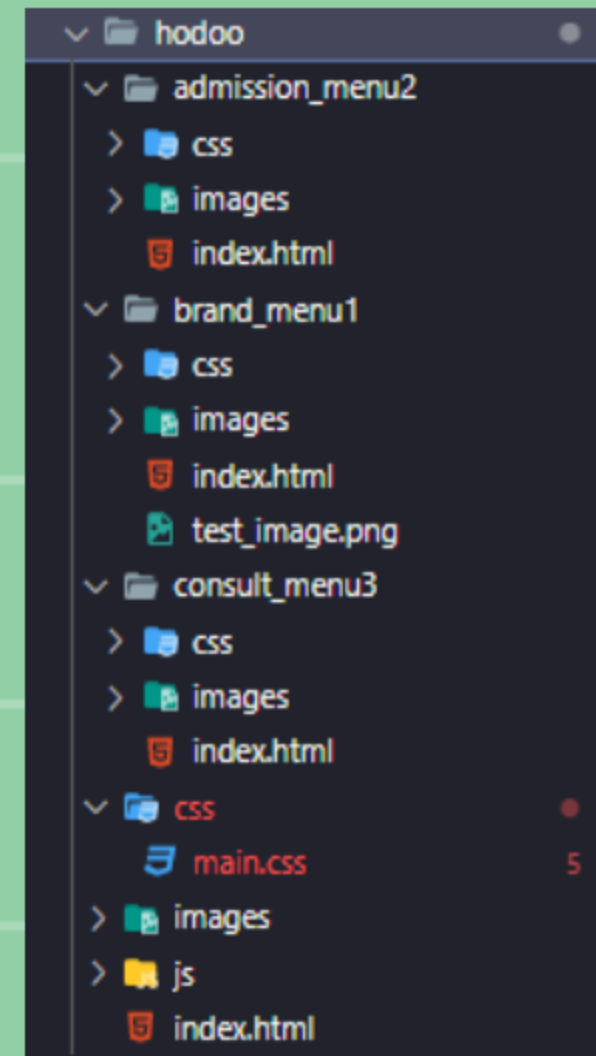 hodoo
admission_menu2
css
images
index.html
brand_menu1
css
images
index.html
test_image.png
consult_menu3
css
images
index.html
css
main.css 5
images
js
index.html